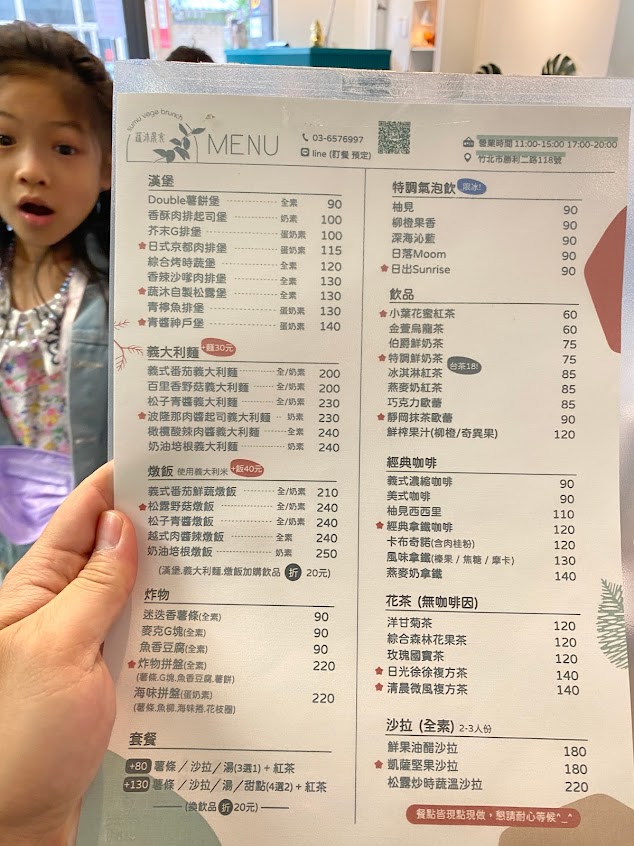 sumu vege brunch
蔬沐晨食
MENU
03-6576997
line (訂餐 預定)
營業時間 11:00-15:00 17:00-20:00
竹北市勝利二路118號
漢堡
Double薯餅堡 全素 90
香酥肉排起司堡 奶素 100
芥末G排堡 蛋奶素 100
日式京都肉排堡 蛋奶素 115
綜合烤時蔬堡 全素 120
香辣沙嗲肉排堡 全素 130
蔬沐自製松露堡 全素 130
青檸魚排堡 蛋奶素 130
青醬神戶堡 蛋奶素 140
義大利麵 +麵30元
義式番茄義大利麵 全/奶素 200
百里香野菇義大利麵 全/奶素 200
松子青醬義大利麵 全/奶素 230
波隆那肉醬起司義大利麵 奶素 230
橄欖酸辣肉醬義大利麵 全素 240
奶油培根義大利麵 奶素 240
燉飯 使用義大利米 +飯40元
義式番茄鮮蔬燉飯 全/奶素 210
松露野菇燉飯 全/奶素 240
松子青醬燉飯 全/奶素 240
越式肉醬辣燉飯 全素 240
奶油培根燉飯 奶素 250
(漢堡.義大利麵.燉飯加購飲品 折 20元)
炸物
迷迭香薯條(全素) 90
麥克G塊(全素) 90
魚香豆腐(全素) 90
炸物拼盤(全素) 220
(薯條.G塊.魚香豆腐.薯餅)
海味拼盤(蛋奶素) 220
(薯條.魚柳.海味捲.花枝圈)
套餐
+80 薯條／沙拉／湯(3選1) + 紅茶
+130 薯條／沙拉／湯／甜點(4選2) + 紅茶
(換飲品 折 20元)
特調氣泡飲 限冰!
柚見 90
柳橙果香 90
深海沁藍 90
日落Moom 90
日出Sunrise 90
飲品
小葉花蜜紅茶 60
金萱烏龍茶 60
伯爵鮮奶茶 75
特調鮮奶茶 台茶18! 75
冰淇淋紅茶 85
燕麥奶紅茶 85
巧克力歐蕾 85
靜岡抹茶歐蕾 90
鮮榨果汁(柳橙/奇異果) 120
經典咖啡
義式濃縮咖啡 90
美式咖啡 90
柚見西西里 110
經典拿鐵咖啡 120
卡布奇諾(含肉桂粉) 120
風味拿鐵(榛果 / 焦糖 / 摩卡) 130
燕麥奶拿鐵 140
花茶 (無咖啡因)
洋甘菊茶 120
綜合森林花果茶 120
玫瑰國寶茶 120
日光徐徐複方茶 140
清晨微風複方茶 140
沙拉 (全素) 2-3人份
鮮果油醋沙拉 180
凱薩堅果沙拉 180
松露炒時蔬溫沙拉 220
餐點皆現點現做，懇請耐心等候^_^